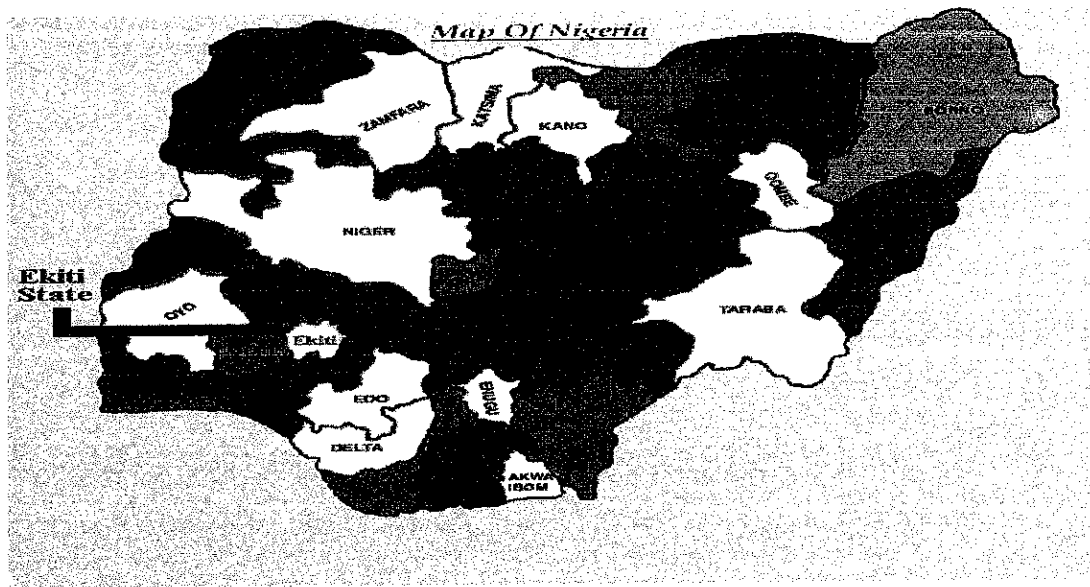 Map Of Nigeria
ZAMFARA
KATSINA
KANO
BORNO
GOMBE
NIGER
Ekiti
State
OYO
TARABA
Ekiti
EDO
ENUGU
DELTA
AKWA
IBOM